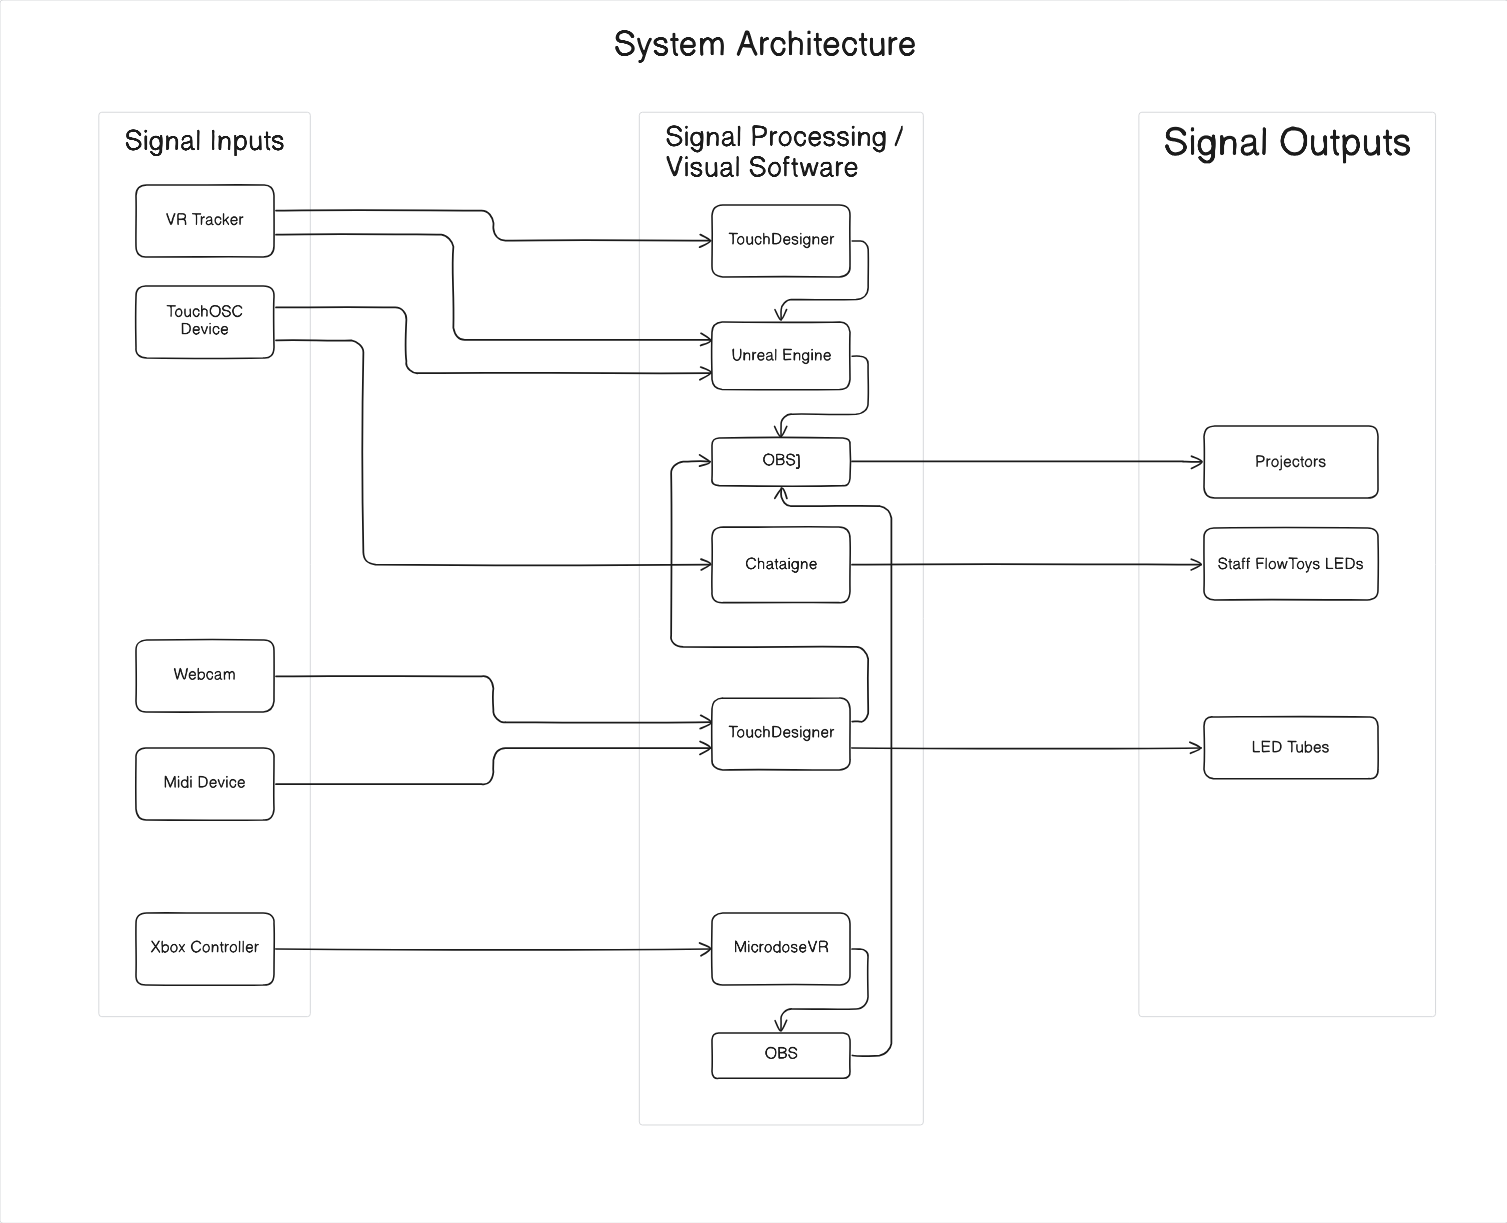 System Architecture
Signal Inputs
VR Tracker
TouchOSC
Device
Webcam
Midi Device
Xbox Controller
Signal Processing /
Visual Software
TouchDesigner
Unreal Engine
OBS]
Chataigne
TouchDesigner
MicrodoseVR
OBS
Signal Outputs
Projectors
Staff FlowToys LEDs
LED Tubes